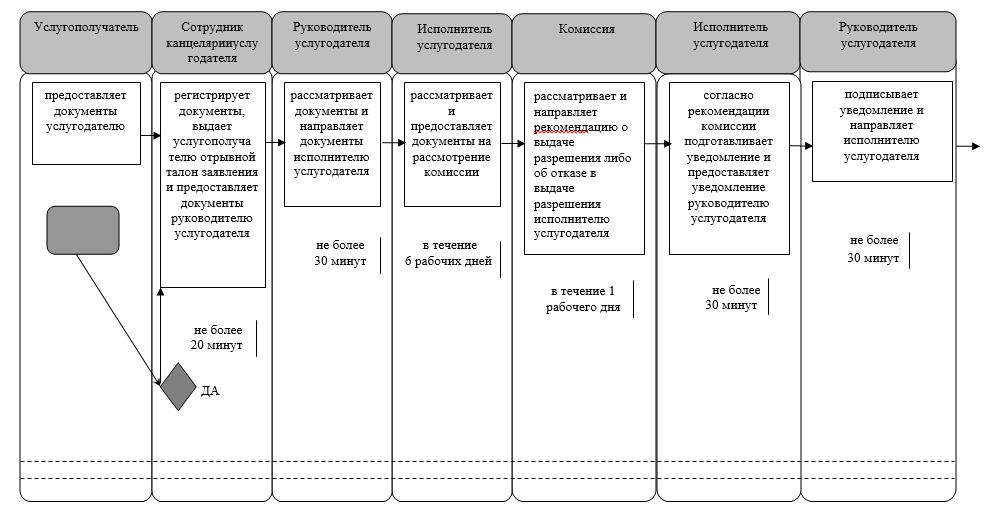 Услугополучатель
Сотрудник
канцелярииуслу
годателя
Руководитель
услугодателя
Исполнитель
услугодателя
Комиссия
Исполнитель
услугодателя
Руководитель
услугодателя
предоставляет
документы
услугодателю
регистрирует
документы,
выдает
услугополуча
телю отрывной
талон заявления
и предоставляет
документы
руководителю
услугодателя
рассматривает
документы и
направляет
документы
исполнителю
услугодателя
рассматривает
и
предоставляет
документы на
рассмотрение
комиссии
рассматривает и
направляет
рекомендацию о
выдаче
разрешения либо
об отказе в
выдаче
разрешения
исполнителю
услугодателя
согласно
рекомендации
комиссии
подготавливает
уведомление и
предоставляет
уведомление
руководителю
услугодателя
подписывает
уведомление и
направляет
исполнителю
услугодателя
не более
20 минут
не более
30 минут
в течение
6 рабочих дней
в течение 1
рабочего дня
не более
30 минут
не более
30 минут
ДА